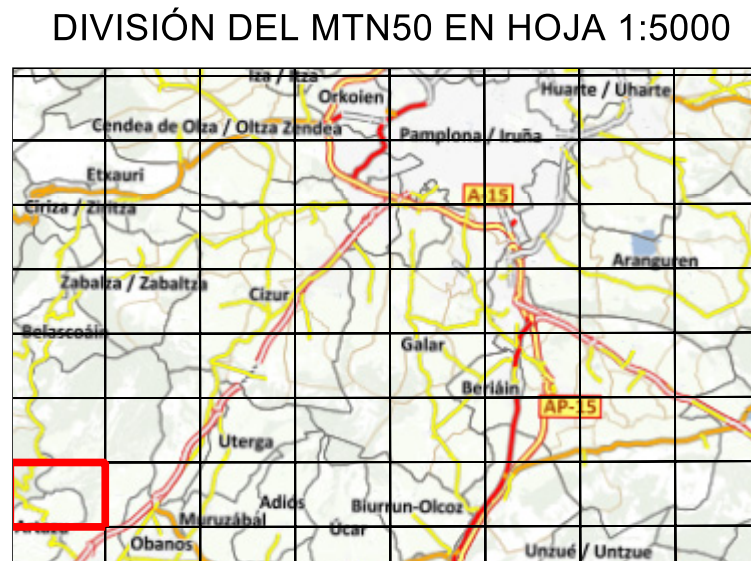 DIVISIÓN DEL MTN50 EN HOJA 1:5000
Iza / Itza
Orkoien
Huarte / Uharte
Cendea de Olza / Oltza Zendea
Pamplona / Iruña
Etxauri
A-15
Ciriza / Ziritza
Aranguren
Zabalza / Zabaltza
Cizur
Belascoáin
Galar
Beriáin
AP-15
Uterga
Adiós
Biurrun-Olcoz
Muruzábal
Artazu
Úcar
Obanos
Unzué / Untzue